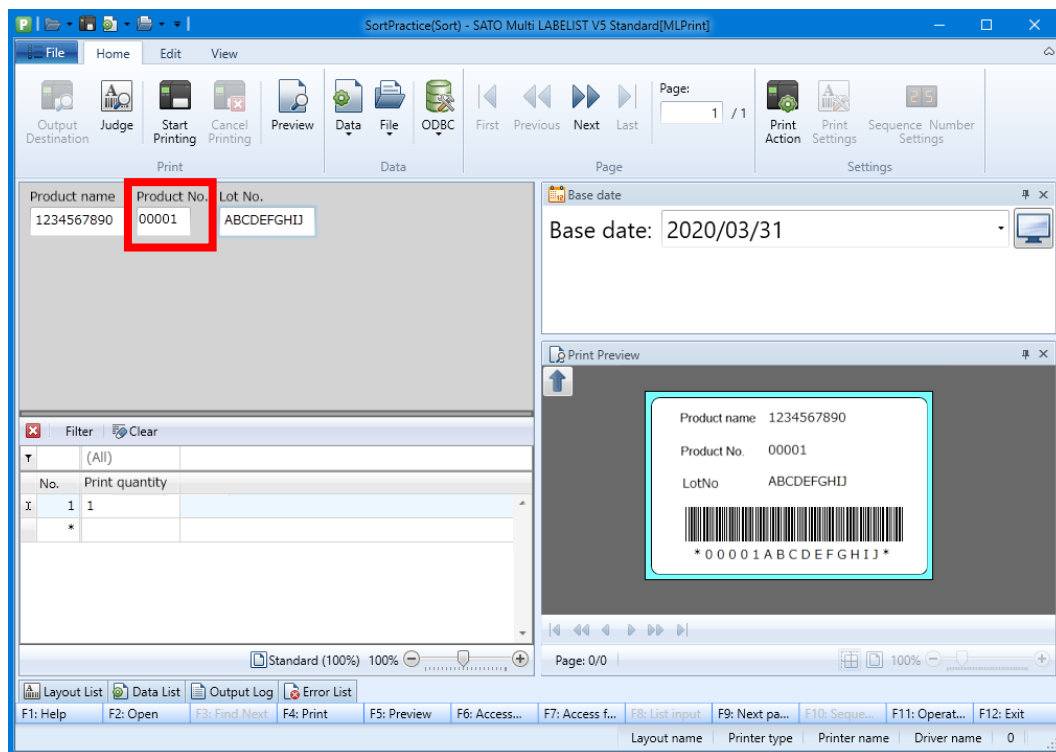 SortPractice(Sort) - SATO Multi LABELIST V5 Standard[MLPrint]
File Home Edit View
Output Destination Judge Start Printing Cancel Printing Preview Data File ODBC First Previous Next Last Page: 1 / 1 Print Action Print Settings Sequence Number Settings
Print Data Page Settings
Product name Product No. Lot No.
1234567890 00001 ABCDEFGHIJ
Base date
Base date: 2020/03/31
Print Preview
Product name 1234567890
Product No. 00001
LotNo ABCDEFGHIJ
*00001ABCDEFGHIJ*
Filter Clear
(All)
No. Print quantity
1 1
*
Standard (100%) 100%
Page: 0/0 100%
Layout List Data List Output Log Error List
F1: Help F2: Open F3: Find Next F4: Print F5: Preview F6: Access... F7: Access f... F8: List input F9: Next pa... F10: Seque... F11: Operat... F12: Exit
Layout name Printer type Printer name Driver name 0